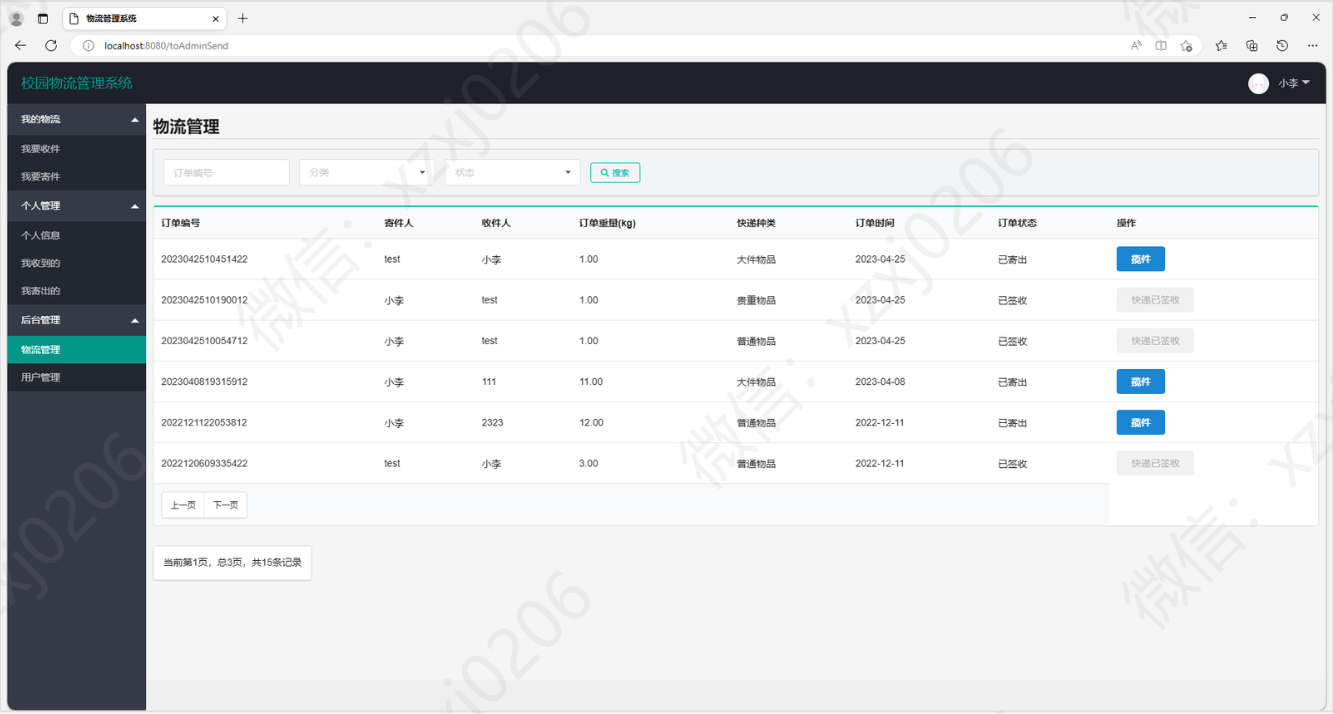 物流管理系统
localhost:8080/toAdminSend
校园物流管理系统
小李
我的物流
我要收件
我要寄件
个人管理
个人信息
我收到的
我寄出的
后台管理
物流管理
用户管理
物流管理
订单编号 分类 状态 搜索
订单编号 寄件人 收件人 订单重量(kg) 快递种类 订单时间 订单状态 操作
2023042510451422 test 小李 1.00 大件物品 2023-04-25 已寄出 揽件
2023042510190012 小李 test 1.00 贵重物品 2023-04-25 已签收 快递已签收
2023042510054712 小李 test 1.00 普通物品 2023-04-25 已签收 快递已签收
2023040819315912 小李 111 11.00 大件物品 2023-04-08 已寄出 揽件
2022121122053812 小李 2323 12.00 普通物品 2022-12-11 已寄出 揽件
2022120609335422 test 小李 3.00 普通物品 2022-12-11 已签收 快递已签收
上一页 下一页
当前第1页，总3页，共15条记录
微信：xzxj0206